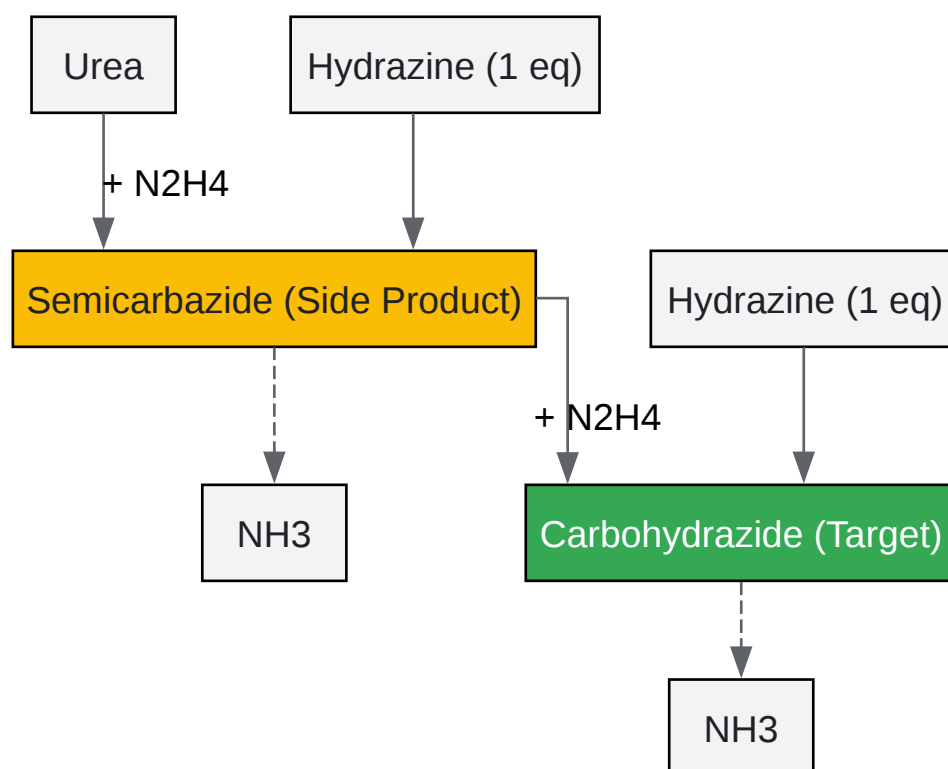 Urea
Hydrazine (1 eq)
+ N2H4
Semicarbazide (Side Product)
Hydrazine (1 eq)
+ N2H4
NH3
Carbohydrazide (Target)
NH3